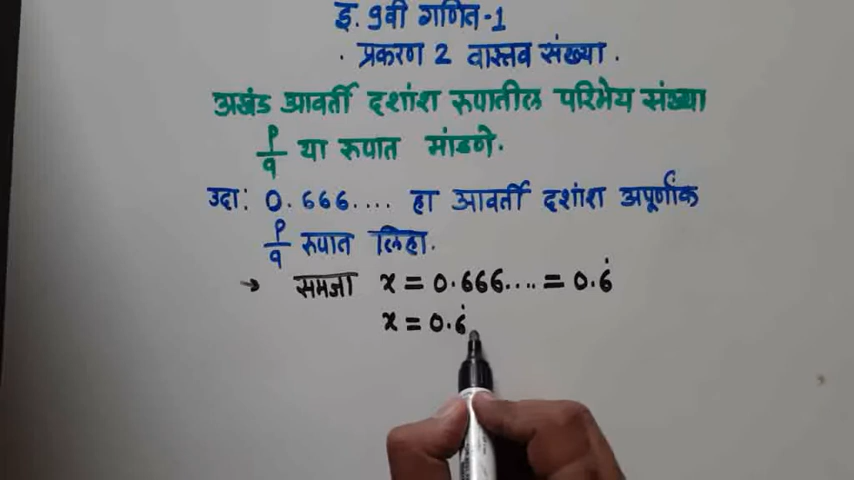 इ. 9वी गणित-1
· प्रकरण 2 वास्तव संख्या.
अखंड आवर्ती दशांश रुपातील परिमेय संख्या
p/q या रुपात मांडणे.
उदा: 0.666.... हा आवर्ती दशांश अपूर्णांक
p/q रुपात लिहा.
→ समजा x = 0.666.... = 0.6̇
x = 0.6̇